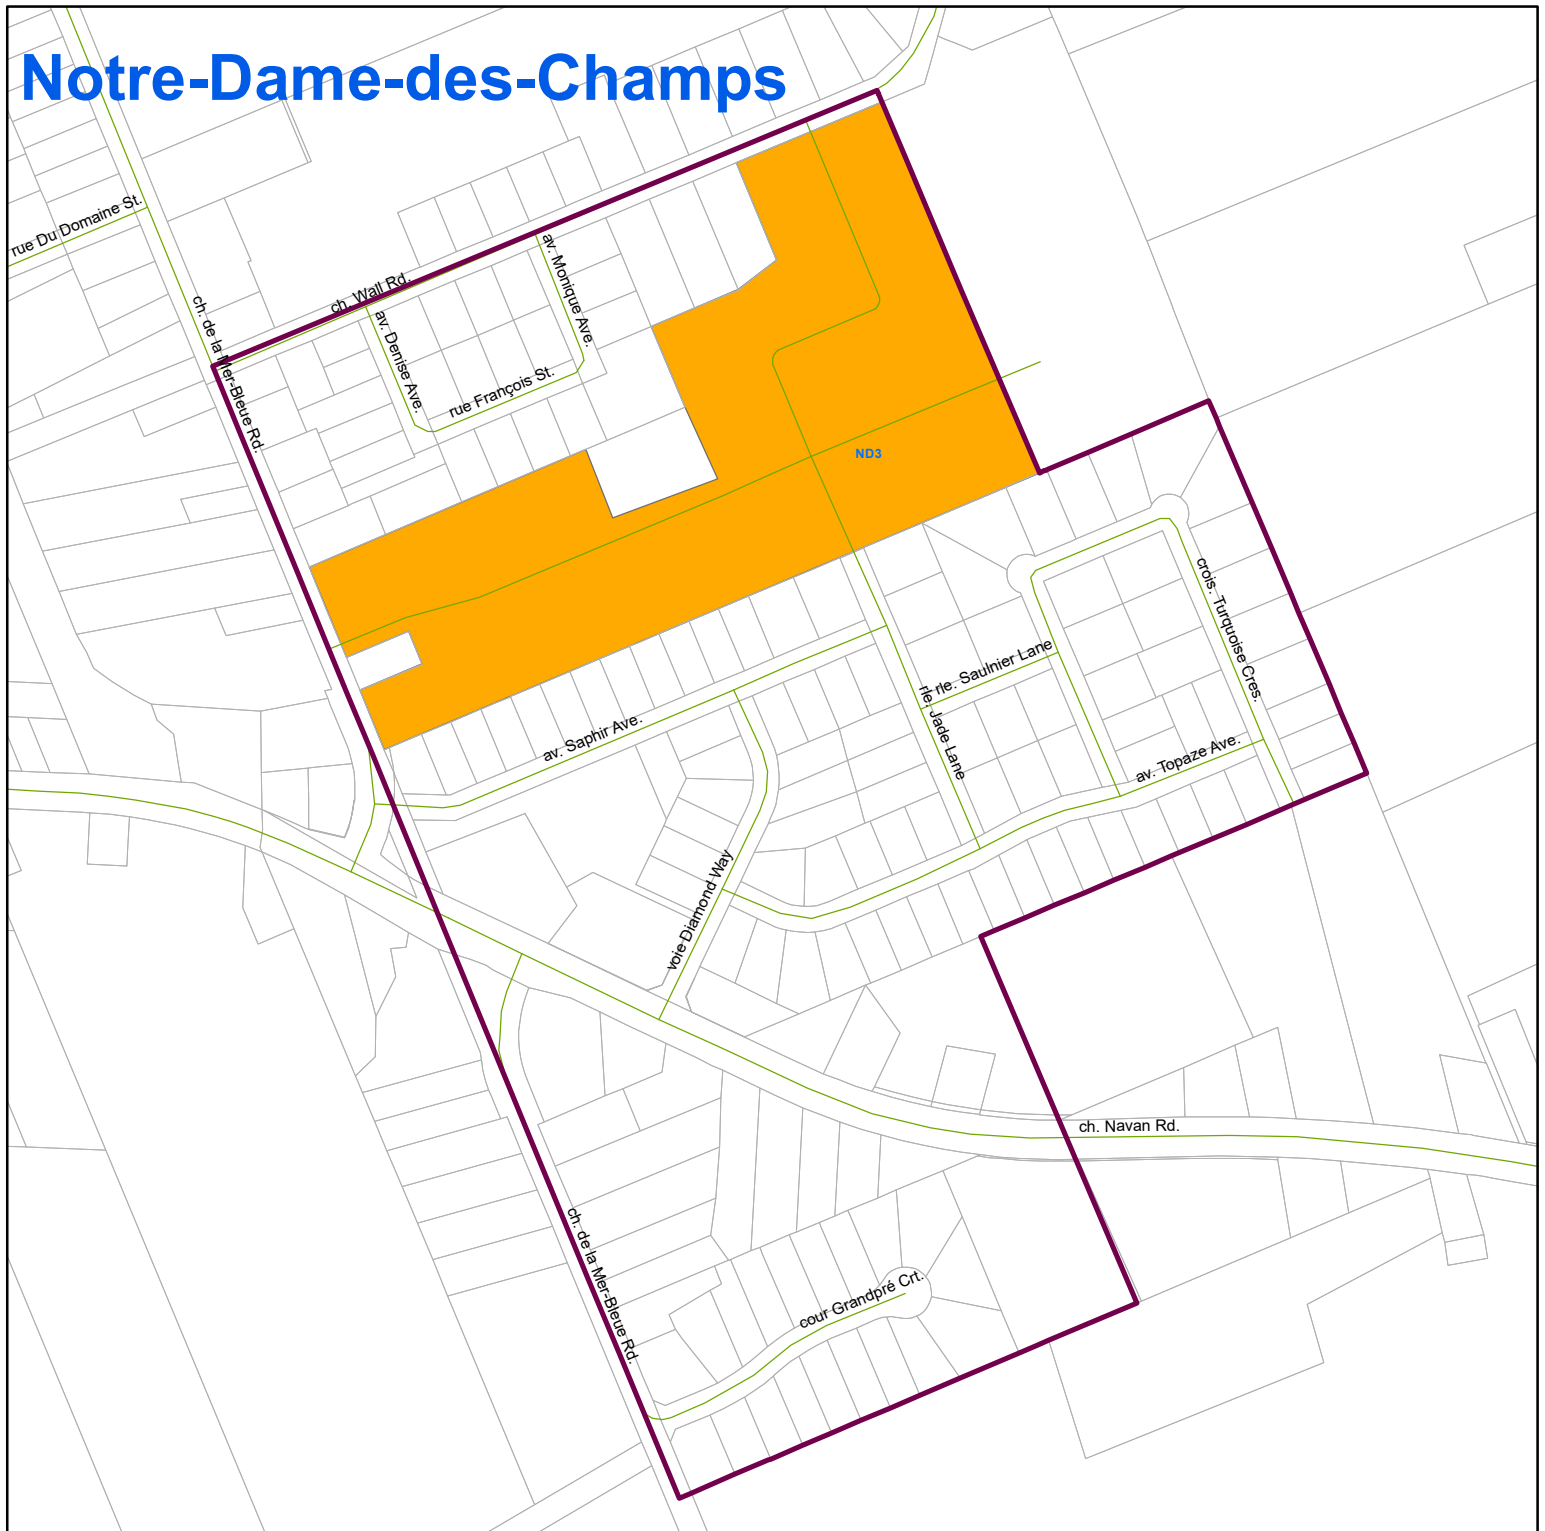 Notre-Dame-des-Champs
rue Du Domaine St.
ch. de la Mer-Bleue Rd.
ch. Wall Rd.
av. Monique Ave.
av. Denise Ave.
rue François St.
ND3
crois. Turquoise Cres.
rle. Saulnier Lane
rle. Jade Lane
av. Saphir Ave.
av. Topaze Ave.
voie Diamond Way
ch. Navan Rd.
ch. de la Mer-Bleue Rd.
cour Grandpré Crt.